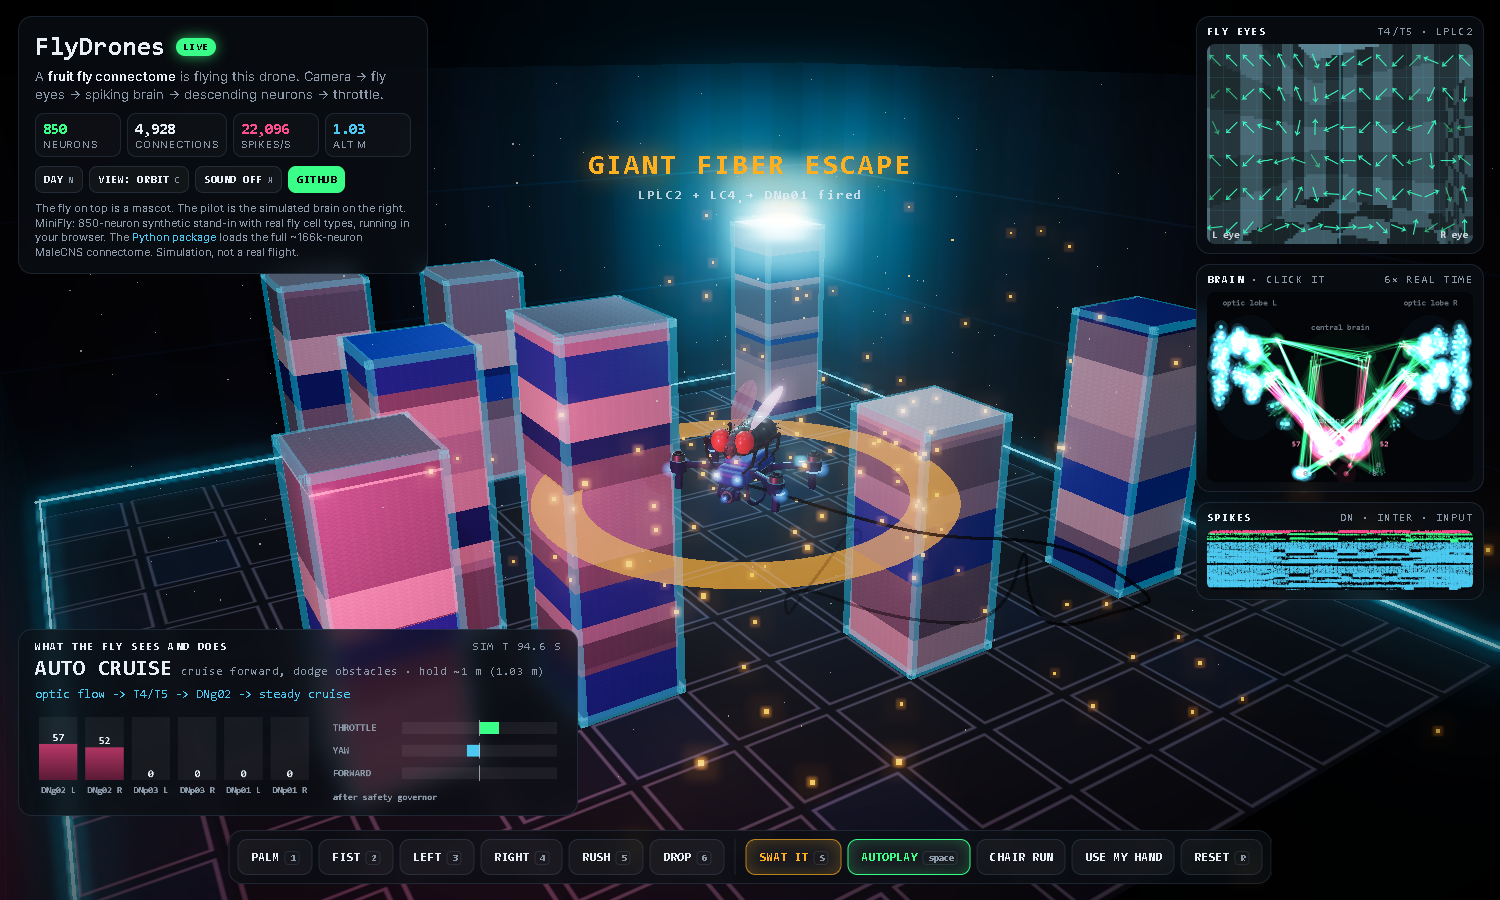 FlyDrones LIVE
A fruit fly connectome is flying this drone. Camera → fly
eyes → spiking brain → descending neurons → throttle.
850 4,928 22,096 1.03
NEURONS CONNECTIONS SPIKES/S ALT M
DAY N VIEW: ORBIT C SOUND OFF M GITHUB
The fly on top is a mascot. The pilot is the simulated brain on the right.
MiniFly: 850-neuron synthetic stand-in with real fly cell types, running in
your browser. The Python package loads the full ~166k-neuron
MaleCNS connectome. Simulation, not a real flight.
GIANT FIBER ESCAPE
LPLC2 + LC4 → DNp01 fired
FLY EYES T4/T5 · LPLC2
L eye R eye
BRAIN · CLICK IT 6× REAL TIME
optic lobe L optic lobe R
central brain
57 52
SPIKES DN · INTER · INPUT
WHAT THE FLY SEES AND DOES SIM T 94.6 S
AUTO CRUISE cruise forward, dodge obstacles · hold ~1 m (1.03 m)
optic flow -> T4/T5 -> DNg02 -> steady cruise
57 52 0 0 0 0
DNg02 L DNg02 R DNp03 L DNp03 R DNp01 L DNp01 R
THROTTLE
YAW
FORWARD
after safety governor
PALM 1 FIST 2 LEFT 3 RIGHT 4 RUSH 5 DROP 6 SWAT IT S AUTOPLAY space CHAIR RUN USE MY HAND RESET R